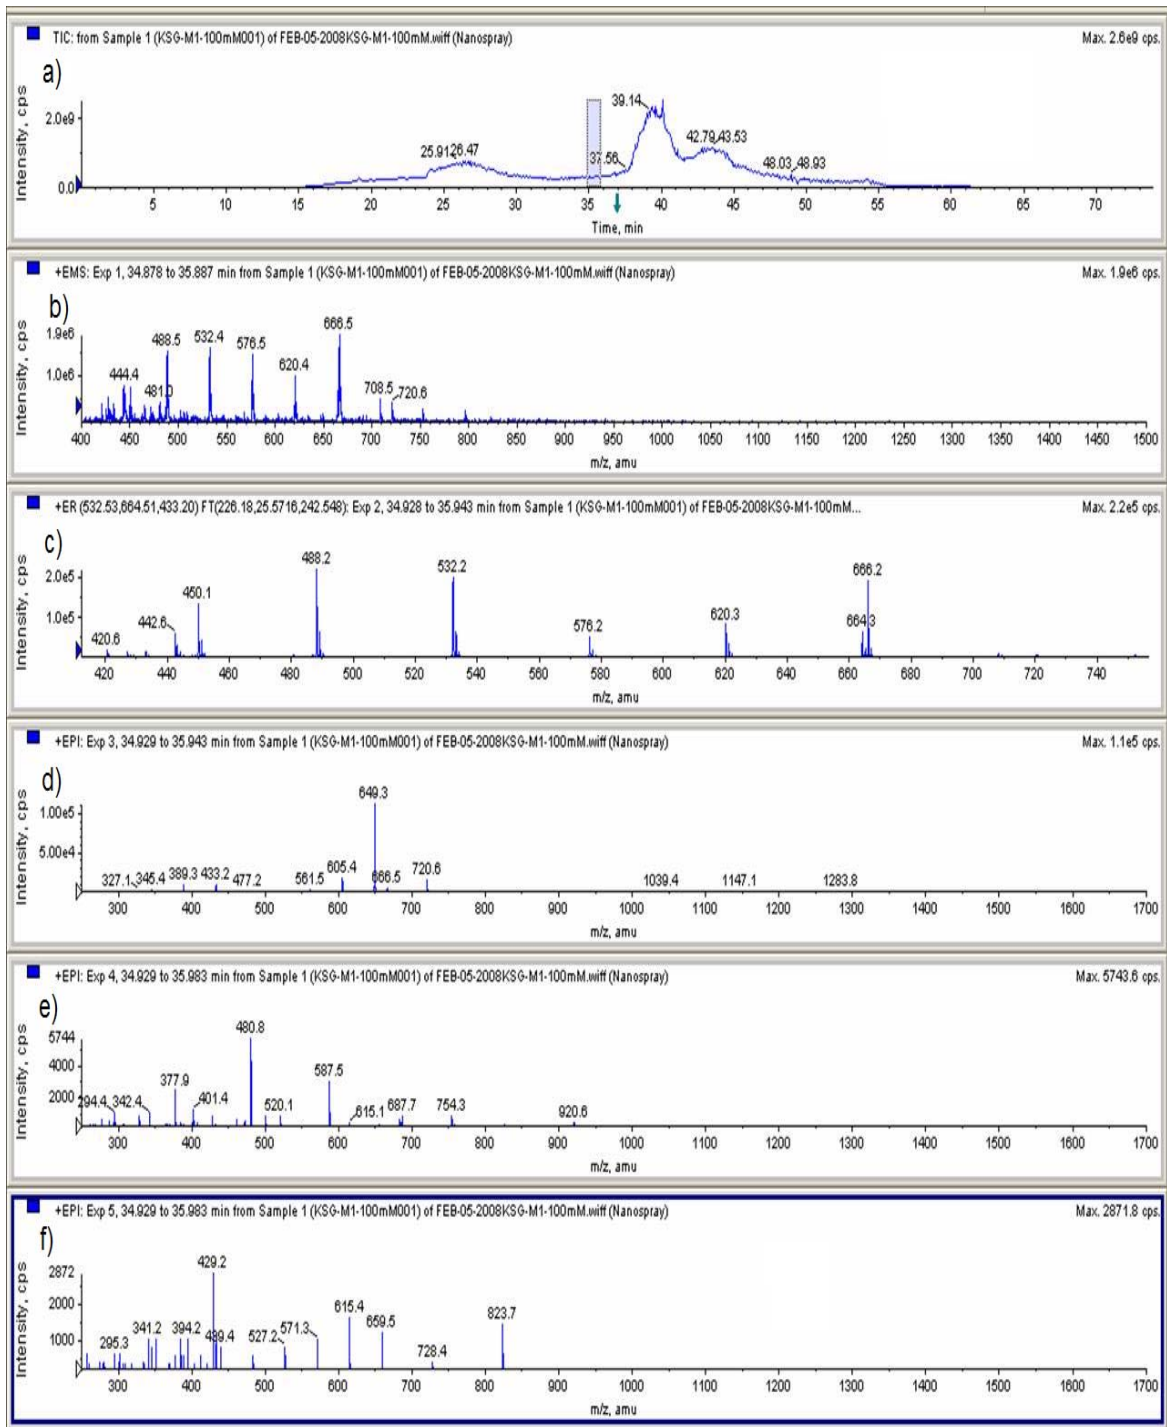 TIC: from Sample 1 (KSG-M1-100mM001) of FEB-05-2008KSG-M1-100mM.wiff (Nanospray) Max. 2.6e9 cps.
a)
Intensity, cps
2.0e9
0.0
25.91 26.47 37.56 39.14 42.79 43.53 48.03 48.93
5 10 15 20 25 30 35 40 45 50 55 60 65 70
Time, min
+EMS: Exp 1, 34.878 to 35.887 min from Sample 1 (KSG-M1-100mM001) of FEB-05-2008KSG-M1-100mM.wiff (Nanospray) Max. 1.9e6 cps.
b)
Intensity, cps
1.9e6
1.0e6
444.4 481.0 488.5 532.4 576.5 620.4 666.5 708.5 720.6
400 450 500 550 600 650 700 750 800 850 900 950 1000 1050 1100 1150 1200 1250 1300 1350 1400 1450 1500
m/z, amu
+ER (532.53,664.51,433.20) FT(226.18,25.5716,242.548): Exp 2, 34.928 to 35.943 min from Sample 1 (KSG-M1-100mM001) of FEB-05-2008KSG-M1-100mM... Max. 2.2e5 cps.
c)
Intensity, cps
2.0e5
1.0e5
420.6 442.6 450.1 488.2 532.2 576.2 620.3 664.3 666.2
420 440 460 480 500 520 540 560 580 600 620 640 660 680 700 720 740
m/z, amu
+EPI: Exp 3, 34.929 to 35.943 min from Sample 1 (KSG-M1-100mM001) of FEB-05-2008KSG-M1-100mM.wiff (Nanospray) Max. 1.1e5 cps.
d)
Intensity, cps
1.00e5
5.00e4
327.1 345.4 389.3 433.2 477.2 561.5 605.4 649.3 666.5 720.6 1039.4 1147.1 1283.8
300 400 500 600 700 800 900 1000 1100 1200 1300 1400 1500 1600 1700
m/z, amu
+EPI: Exp 4, 34.929 to 35.983 min from Sample 1 (KSG-M1-100mM001) of FEB-05-2008KSG-M1-100mM.wiff (Nanospray) Max. 5743.6 cps.
e)
Intensity, cps
5744
4000
2000
294.4 342.4 377.9 401.4 480.8 520.1 587.5 615.1 687.7 754.3 920.6
300 400 500 600 700 800 900 1000 1100 1200 1300 1400 1500 1600 1700
m/z, amu
+EPI: Exp 5, 34.929 to 35.983 min from Sample 1 (KSG-M1-100mM001) of FEB-05-2008KSG-M1-100mM.wiff (Nanospray) Max. 2871.8 cps.
f)
Intensity, cps
2872
2000
1000
295.3 341.2 394.2 429.2 439.4 527.2 571.3 615.4 659.5 728.4 823.7
300 400 500 600 700 800 900 1000 1100 1200 1300 1400 1500 1600 1700
m/z, amu